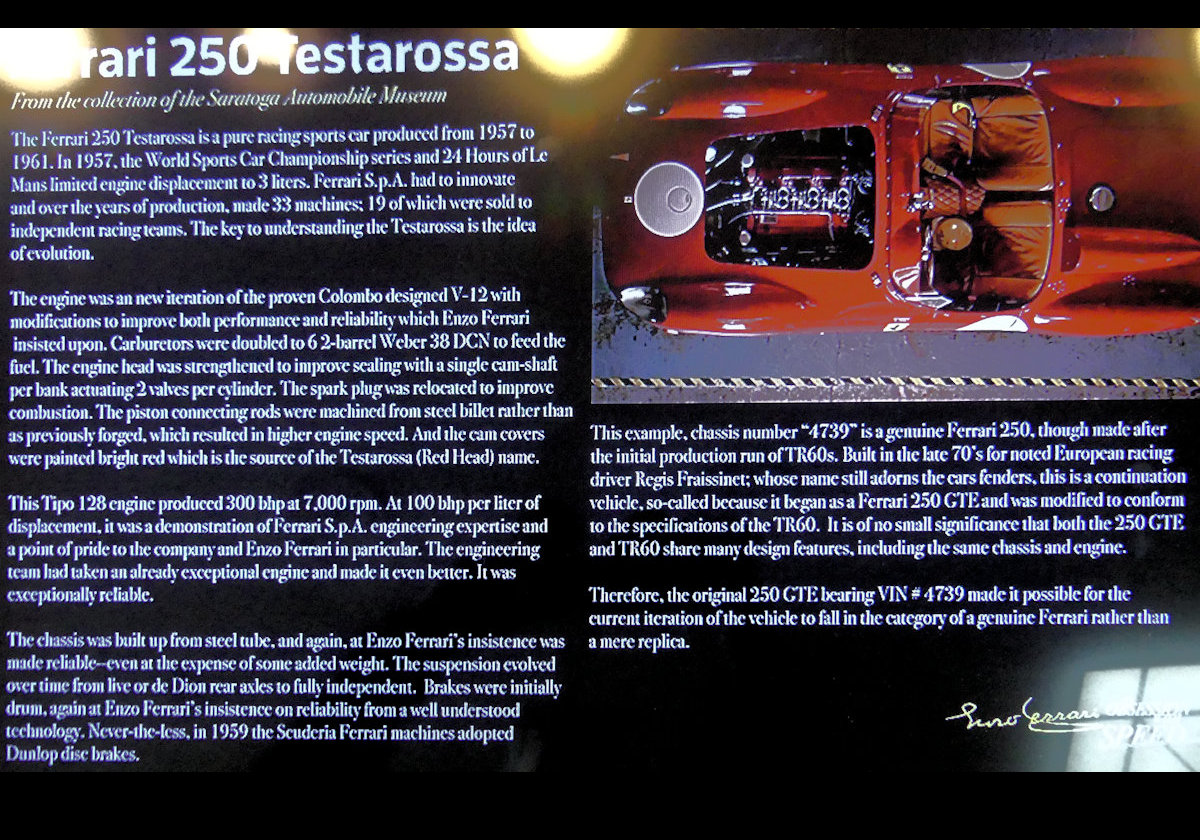 rari 250 Testarossa
From the collection of the Saratoga Automobile Museum
The Ferrari 250 Testarossa is a pure racing sports car produced from 1957 to
1961. In 1957, the World Sports Car Championship series and 24 Hours of Le
Mans limited engine displacement to 3 liters. Ferrari S.p.A. had to innovate
and over the years of production, made 33 machines; 19 of which were sold to
independent racing teams. The key to understanding the Testarossa is the idea
of evolution.
The engine was an new iteration of the proven Colombo designed V-12 with
modifications to improve both performance and reliability which Enzo Ferrari
insisted upon. Carburetors were doubled to 6 2-barrel Weber 38 DCN to feed the
fuel. The engine head was strengthened to improve sealing with a single cam-shaft
per bank actuating 2 valves per cylinder. The spark plug was relocated to improve
combustion. The piston connecting rods were machined from steel billet rather than
as previously forged, which resulted in higher engine speed. And the cam covers
were painted bright red which is the source of the Testarossa (Red Head) name.
This Tipo 128 engine produced 300 bhp at 7,000 rpm. At 100 bhp per liter of
displacement, it was a demonstration of Ferrari S.p.A. engineering expertise and
a point of pride to the company and Enzo Ferrari in particular. The engineering
team had taken an already exceptional engine and made it even better. It was
exceptionally reliable.
The chassis was built up from steel tube, and again, at Enzo Ferrari's insistence was
made reliable--even at the expense of some added weight. The suspension evolved
over time from live or de Dion rear axles to fully independent. Brakes were initially
drum, again at Enzo Ferrari's insistence on reliability from a well understood
technology. Never-the-less, in 1959 the Scuderia Ferrari machines adopted
Dunlop disc brakes.
This example, chassis number "4739" is a genuine Ferrari 250, though made after
the initial production run of TR60s. Built in the late 70's for noted European racing
driver Regis Fraissinet; whose name still adorns the cars fenders, this is a continuation
vehicle, so-called because it began as a Ferrari 250 GTE and was modified to conform
to the specifications of the TR60. It is of no small significance that both the 250 GTE
and TR60 share many design features, including the same chassis and engine.
Therefore, the original 250 GTE bearing VIN # 4739 made it possible for the
current iteration of the vehicle to fall in the category of a genuine Ferrari rather than
a mere replica.
Enzo Ferrari
SPEED